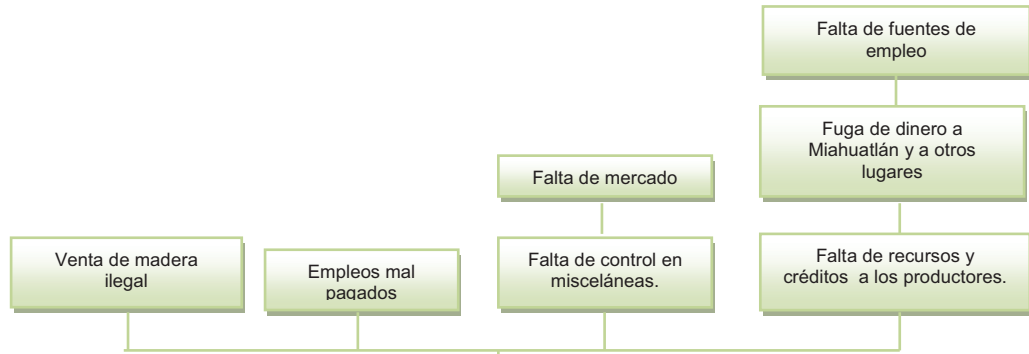 Falta de fuentes de
empleo
Fuga de dinero a
Miahuatlán y a otros
lugares
Falta de mercado
Venta de madera
ilegal
Empleos mal
pagados
Falta de control en
misceláneas.
Falta de recursos y
créditos a los productores.